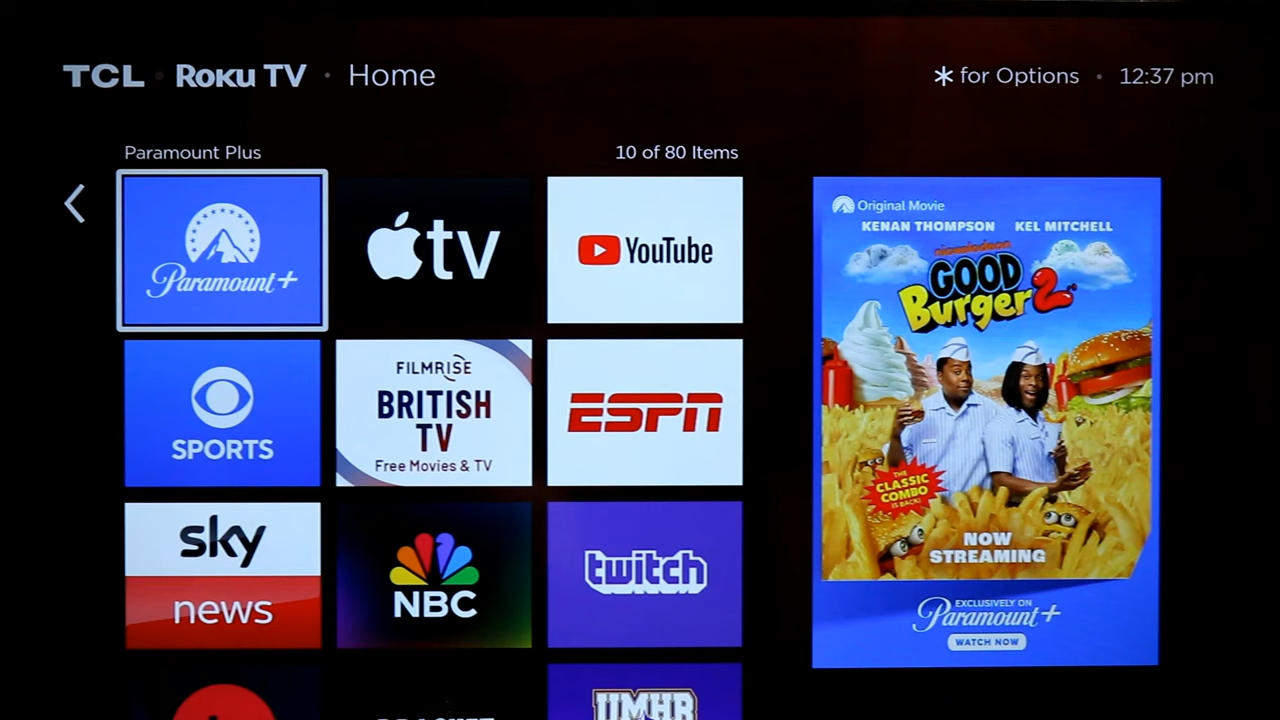 TCL • Roku TV • Home
* for Options • 12:37 pm
Paramount Plus
10 of 80 Items
Paramount+
tv
YouTube
SPORTS
FILMRISE
BRITISH
TV
Free Movies & TV
ESPN
sky
news
NBC
twitch
UMHB
Original Movie
KENAN THOMPSON KEL MITCHELL
nickelodeon
GOOD
Burger 2
THE
CLASSIC
COMBO
IS BACK!
NOW
STREAMING
EXCLUSIVELY ON
Paramount+
WATCH NOW